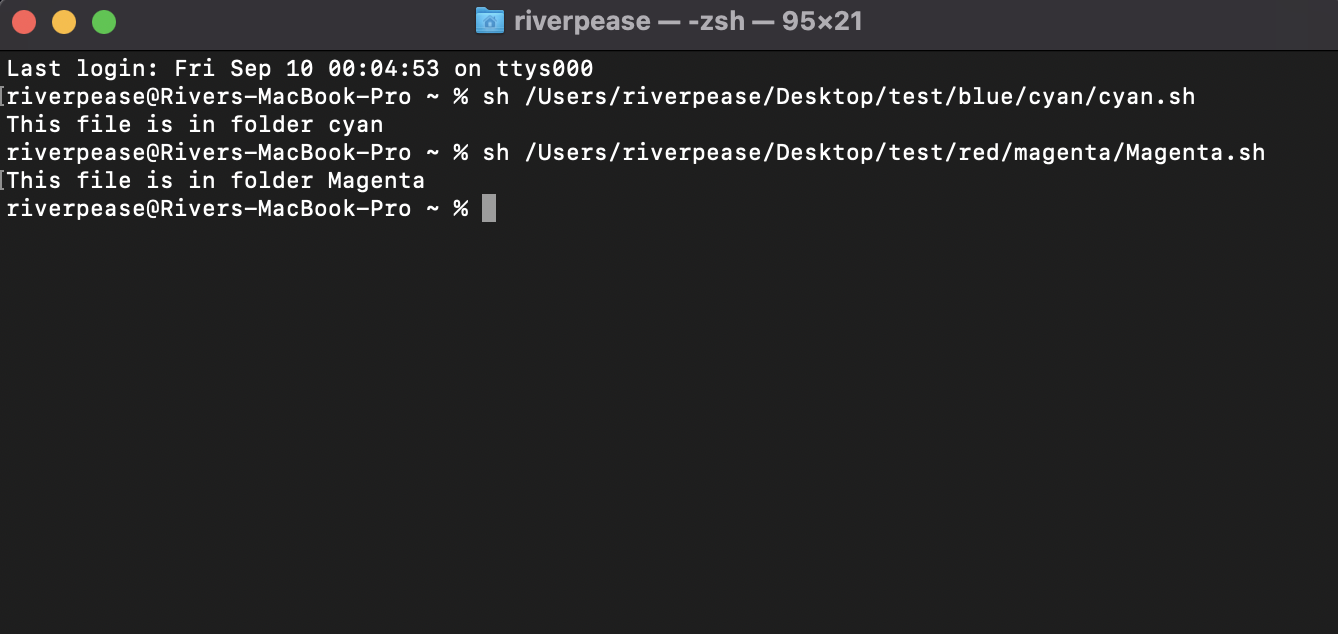 riverpease — -zsh — 95×21
Last login: Fri Sep 10 00:04:53 on ttys000
riverpease@Rivers-MacBook-Pro ~ % sh /Users/riverpease/Desktop/test/blue/cyan/cyan.sh
This file is in folder cyan
riverpease@Rivers-MacBook-Pro ~ % sh /Users/riverpease/Desktop/test/red/magenta/Magenta.sh
This file is in folder Magenta
riverpease@Rivers-MacBook-Pro ~ %